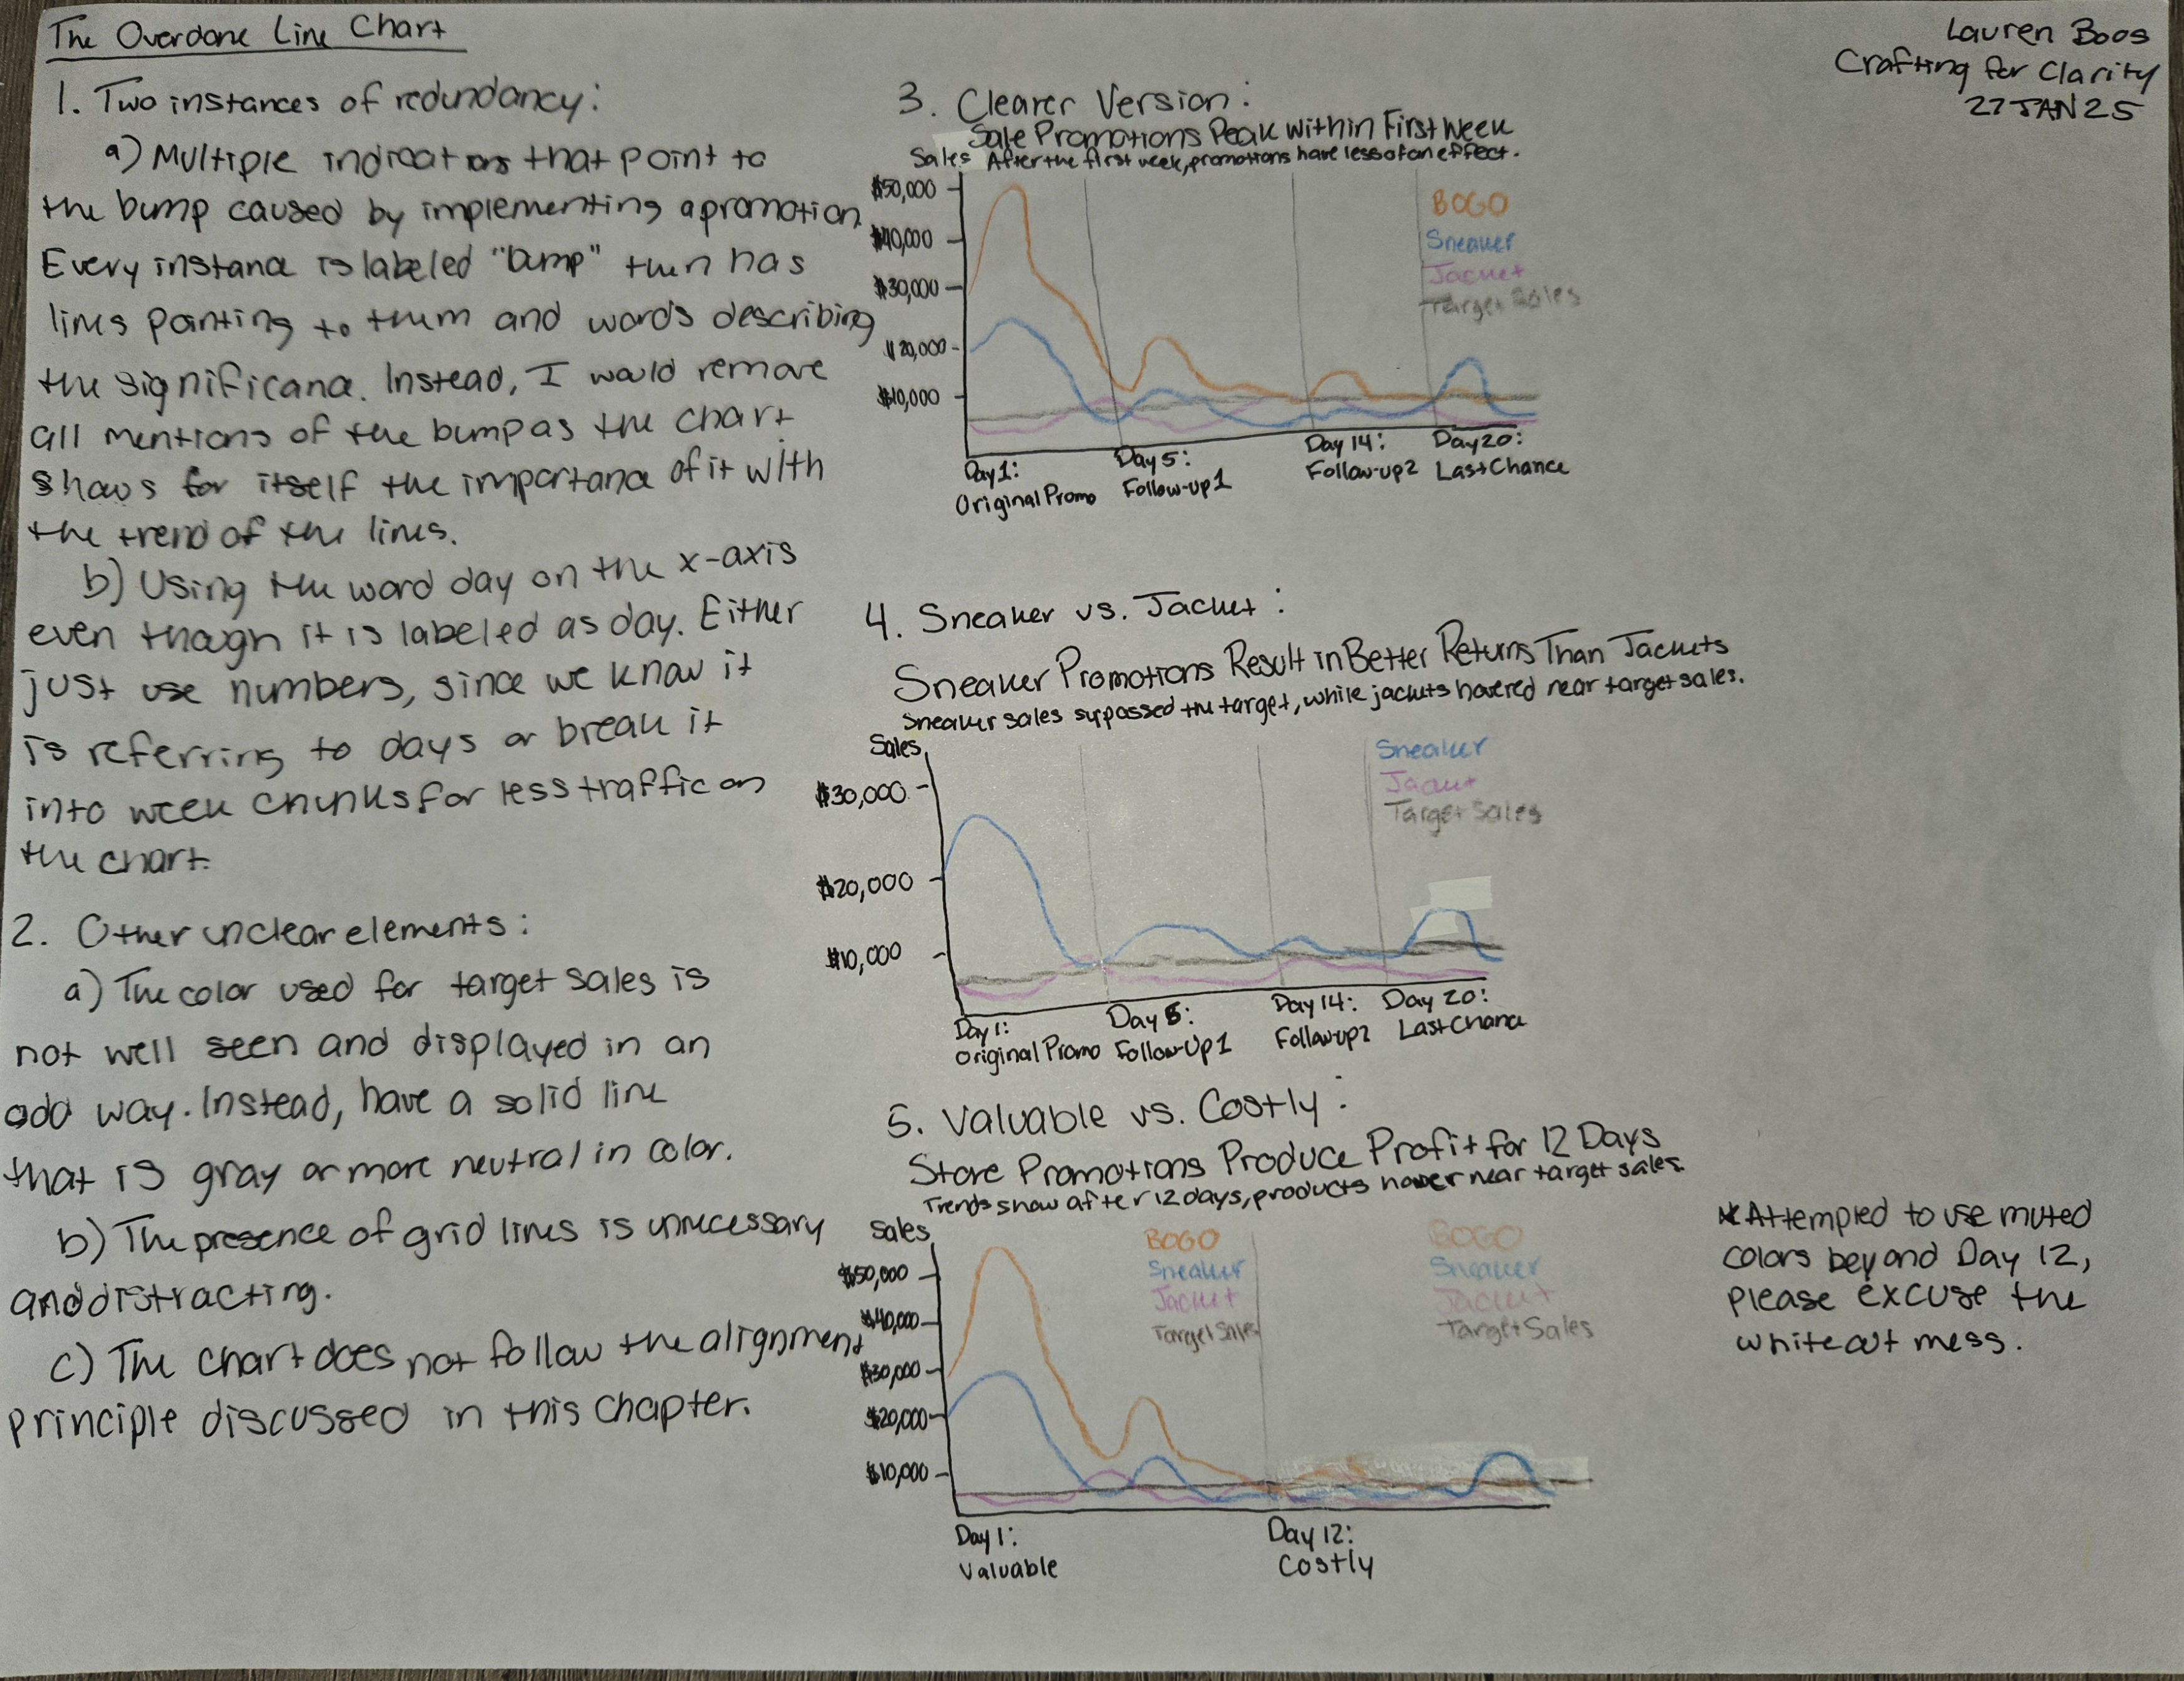 The Overdone Line Chart
Lauren Boos
Crafting for Clarity
27 JAN 25
1. Two instances of redundancy:
a) Multiple indicators that point to
the bump caused by implementing a promotion.
Every instance is labeled "bump" then has
lines pointing to them and words describing
the significance. Instead, I would remove
all mentions of the bump as the chart
shows for itself the importance of it with
the trend of the lines.
b) Using the word day on the x-axis
even though it is labeled as day. Either
just use numbers, since we know it
is referring to days or break it
into week chunks for less traffic on
the chart.
2. Other unclear elements:
a) The color used for target sales is
not well seen and displayed in an
odd way. Instead, have a solid line
that is gray or more neutral in color.
b) The presence of grid lines is unnecessary
and distracting.
c) The chart does not follow the alignment
principle discussed in this chapter.
3. Clearer Version:
Sale Promotions Peak Within First Week
After the first week, promotions have less of an effect.
Sales
$50,000
$40,000
$30,000
$20,000
$10,000
BOGO
Sneaker
Jacket
Target Sales
Day 1:
Original Promo
Day 5:
Follow-up 1
Day 14:
Follow-up 2
Day 20:
Last Chance
4. Sneaker vs. Jacket:
Sneaker Promotions Result in Better Returns Than Jackets
Sneaker sales surpassed the target, while jackets hovered near target sales.
Sales
$30,000
$20,000
$10,000
Sneaker
Jacket
Target Sales
Day 1:
Original Promo
Day 5:
Follow-Up 1
Day 14:
Follow-up 2
Day 20:
Last Chance
5. Valuable vs. Costly:
Store Promotions Produce Profit for 12 Days
Trends show after 12 days, products hover near target sales.
Sales
$50,000
$40,000
$30,000
$20,000
$10,000
BOGO
Sneaker
Jacket
Target Sales
BOGO
Sneaker
Jacket
Target Sales
Day 1:
Valuable
Day 12:
Costly
*Attempted to use muted
colors beyond Day 12,
please excuse the
whiteout mess.